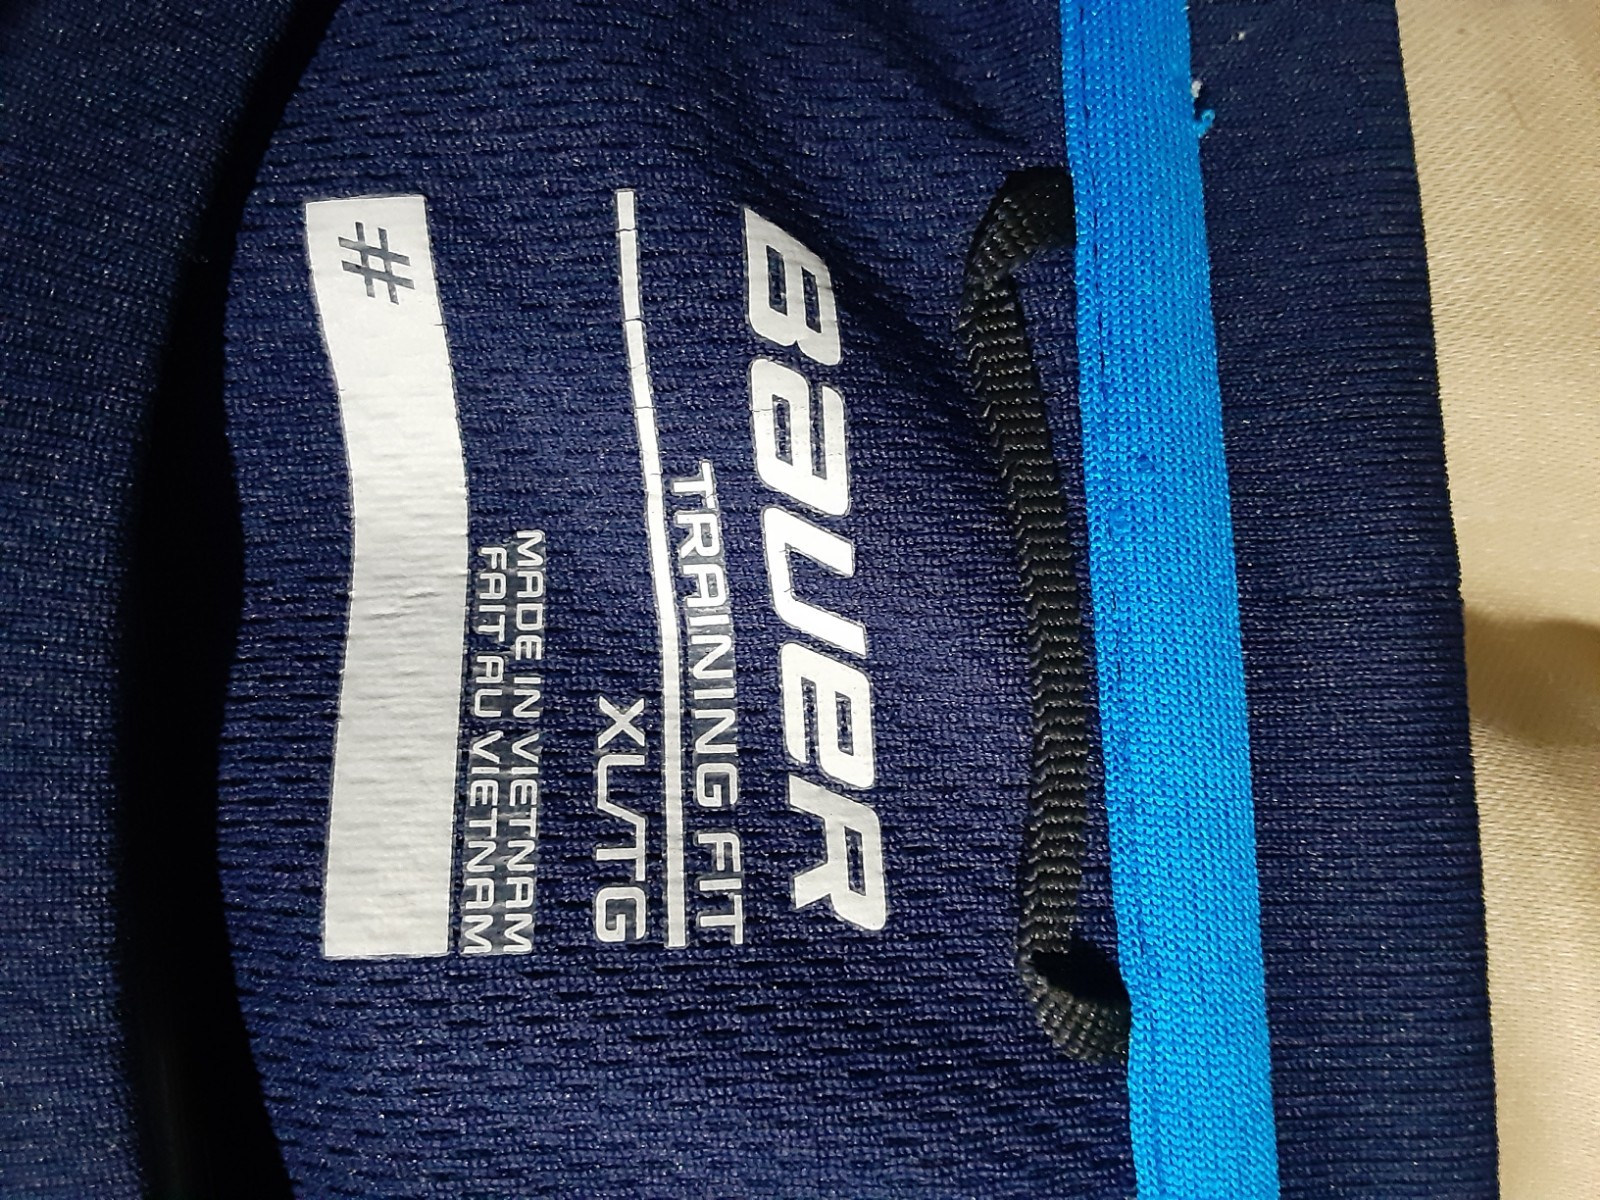 BAUER
TRAINING FIT
XL/TG
MADE IN VIETNAM
FAIT AU VIETNAM
#